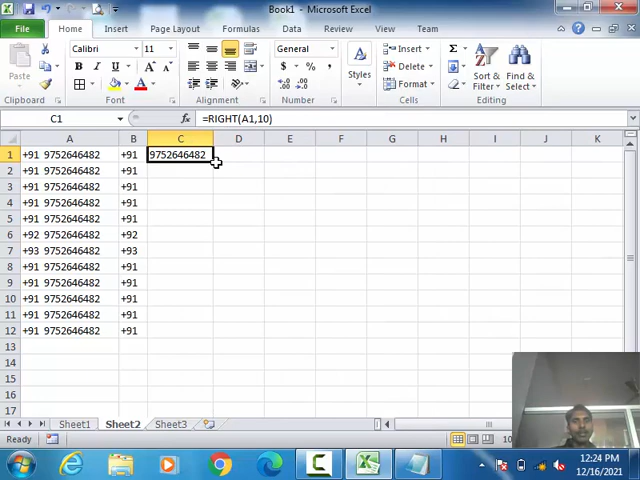 Book1 - Microsoft Excel
File Home Insert Page Layout Formulas Data Review View Team
Calibri 11 General
Paste B I U A $ % , Styles Insert Delete Format Σ Sort & Filter Find & Select
Clipboard Font Alignment Number Cells Editing
C1 fx =RIGHT(A1,10)
A B C D E F G H I J K
1 +91 9752646482 +91 9752646482
2 +91 9752646482 +91
3 +91 9752646482 +91
4 +91 9752646482 +91
5 +91 9752646482 +91
6 +92 9752646482 +92
7 +93 9752646482 +93
8 +91 9752646482 +91
9 +91 9752646482 +91
10 +91 9752646482 +91
11 +91 9752646482 +91
12 +91 9752646482 +91
13
14
15
16
17
Sheet1 Sheet2 Sheet3
Ready
12:24 PM
12/16/2021